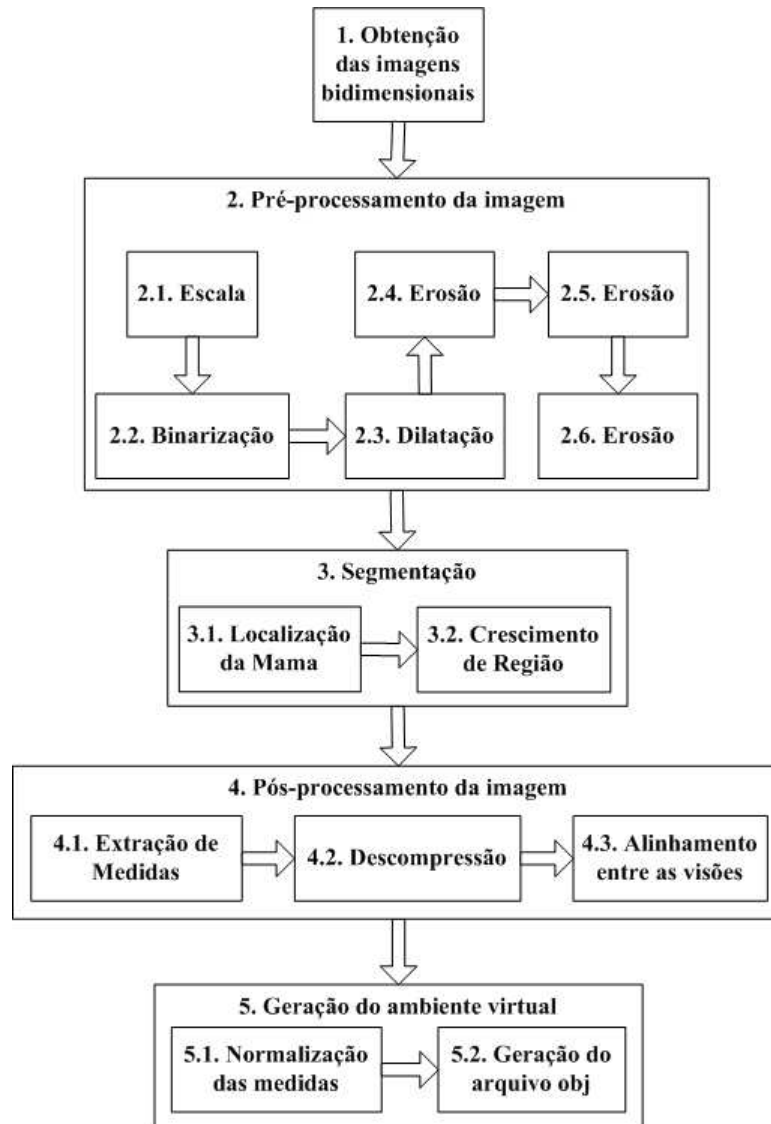 1. Obtenção
das imagens
bidimensionais
2. Pré-processamento da imagem
2.1. Escala
2.2. Binarização
2.3. Dilatação
2.4. Erosão
2.5. Erosão
2.6. Erosão
3. Segmentação
3.1. Localização
da Mama
3.2. Crescimento
de Região
4. Pós-processamento da imagem
4.1. Extração de
Medidas
4.2. Descompressão
4.3. Alinhamento
entre as visões
5. Geração do ambiente virtual
5.1. Normalização
das medidas
5.2. Geração do
arquivo obj